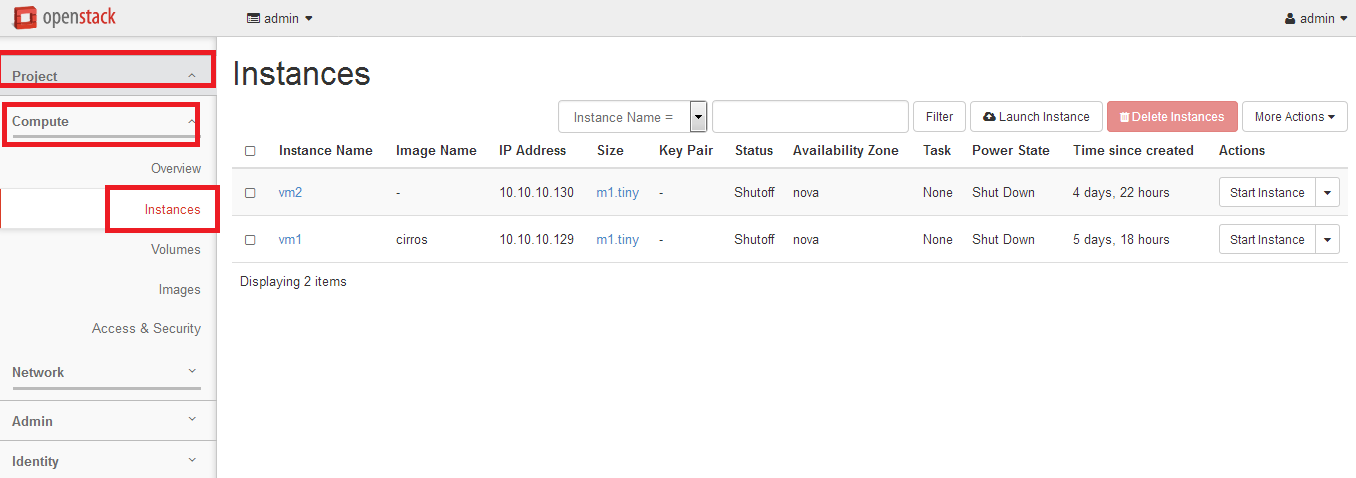 openstack admin admin
Project
Compute
Overview
Instances
Volumes
Images
Access & Security
Network
Admin
Identity
Instances
Instance Name = Filter Launch Instance Delete Instances More Actions
Instance Name Image Name IP Address Size Key Pair Status Availability Zone Task Power State Time since created Actions
vm2 - 10.10.10.130 m1.tiny - Shutoff nova None Shut Down 4 days, 22 hours Start Instance
vm1 cirros 10.10.10.129 m1.tiny - Shutoff nova None Shut Down 5 days, 18 hours Start Instance
Displaying 2 items